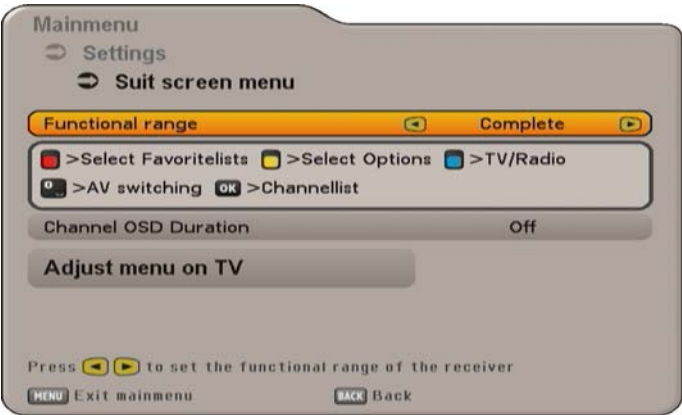 Mainmenu
Settings
Suit screen menu
Functional range Complete
>Select Favoritelists >Select Options >TV/Radio
0 >AV switching OK >Channellist
Channel OSD Duration Off
Adjust menu on TV
Press to set the functional range of the receiver
MENU Exit mainmenu BACK Back